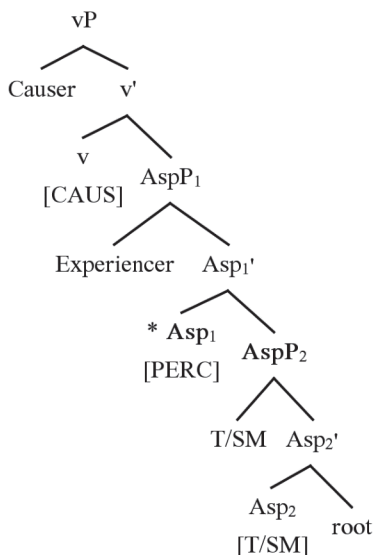 vP
Causer v'
v AspP₁
[CAUS]
Experiencer Asp₁'
* Asp₁ AspP₂
[PERC]
T/SM Asp₂'
Asp₂ root
[T/SM]